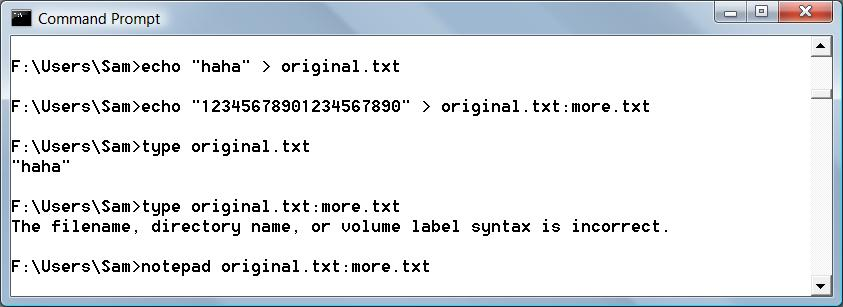 Command Prompt
F:\Users\Sam>echo "haha" > original.txt
F:\Users\Sam>echo "12345678901234567890" > original.txt:more.txt
F:\Users\Sam>type original.txt
"haha"
F:\Users\Sam>type original.txt:more.txt
The filename, directory name, or volume label syntax is incorrect.
F:\Users\Sam>notepad original.txt:more.txt